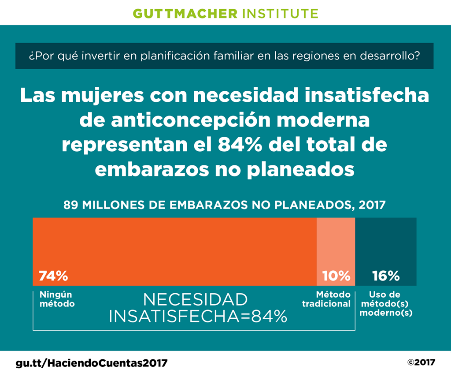 GUTTMACHER INSTITUTE
¿Por qué invertir en planificación familiar en las regiones en desarrollo?
Las mujeres con necesidad insatisfecha
de anticoncepción moderna
representan el 84% del total de
embarazos no planeados
89 MILLONES DE EMBARAZOS NO PLANEADOS, 2017
74%
10%
16%
Ningún
método
NECESIDAD
INSATISFECHA=84%
Método
tradicional
Uso de
método(s)
moderno(s)
gu.tt/HaciendoCuentas2017
©2017